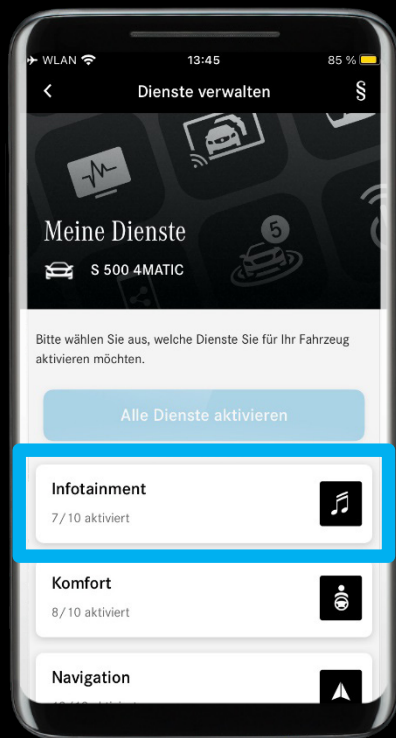 WLAN 13:45 85 %
Dienste verwalten §
5
Meine Dienste
S 500 4MATIC
Bitte wählen Sie aus, welche Dienste Sie für Ihr Fahrzeug
aktivieren möchten.
Alle Dienste aktivieren
Infotainment
7/10 aktiviert
Komfort
8/10 aktiviert
Navigation